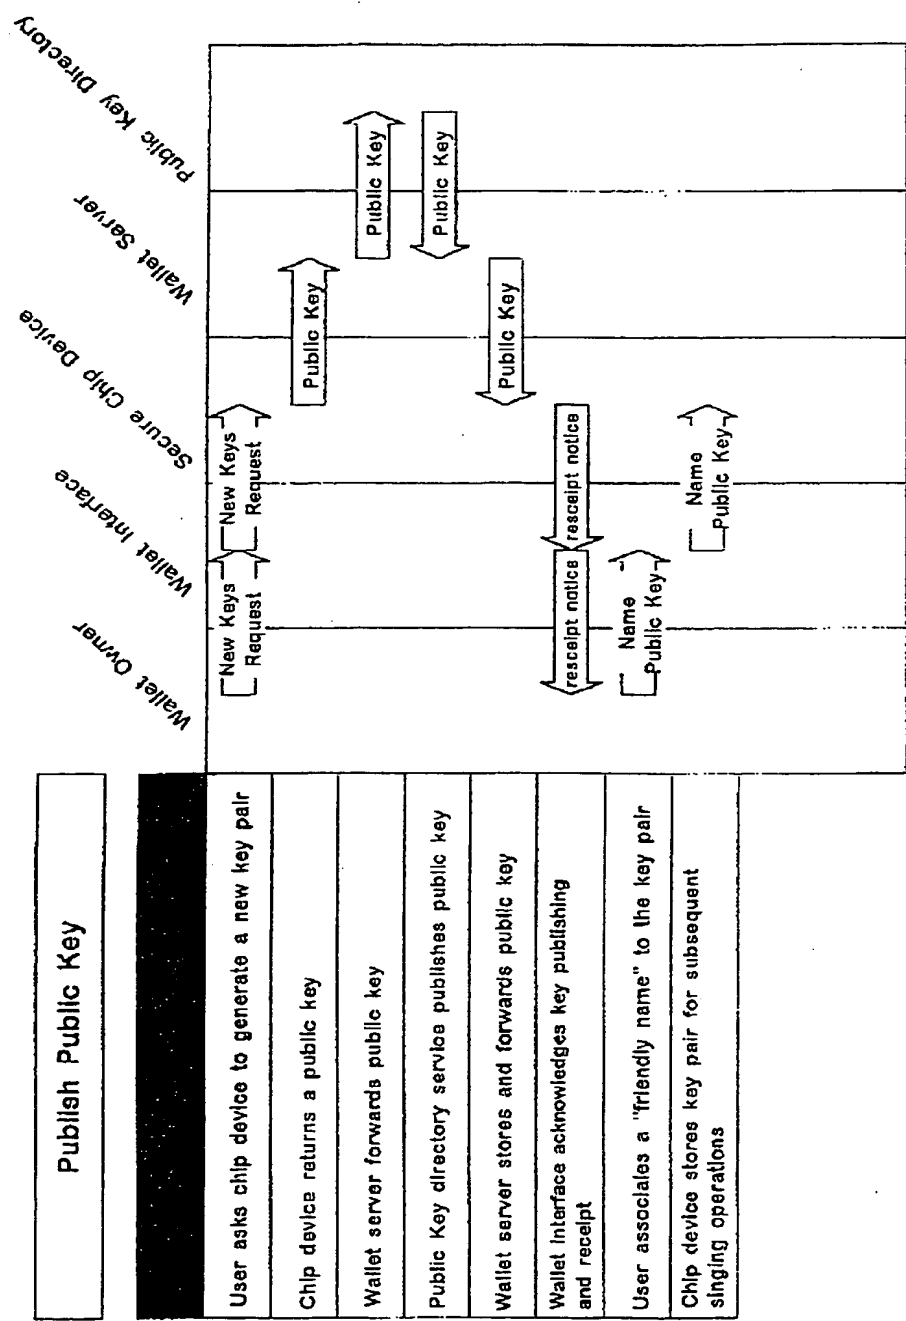 Publish Public Key
Wallet Owner
Wallet Interface
Secure Chip Device
Wallet Server
Public Key Directory
User asks chip device to generate a new key pair
New Keys
Request
New Keys
Request
Chip device returns a public key
Public Key
Wallet server forwards public key
Public Key
Public Key directory service publishes public key
Public Key
Wallet server stores and forwards public key
Public Key
Wallet Interface acknowledges key publishing
and receipt
resceipt notice
resceipt notice
User associates a "friendly name" to the key pair
Name
Public Key
Chip device stores key pair for subsequent
singing operations
Name
Public Key